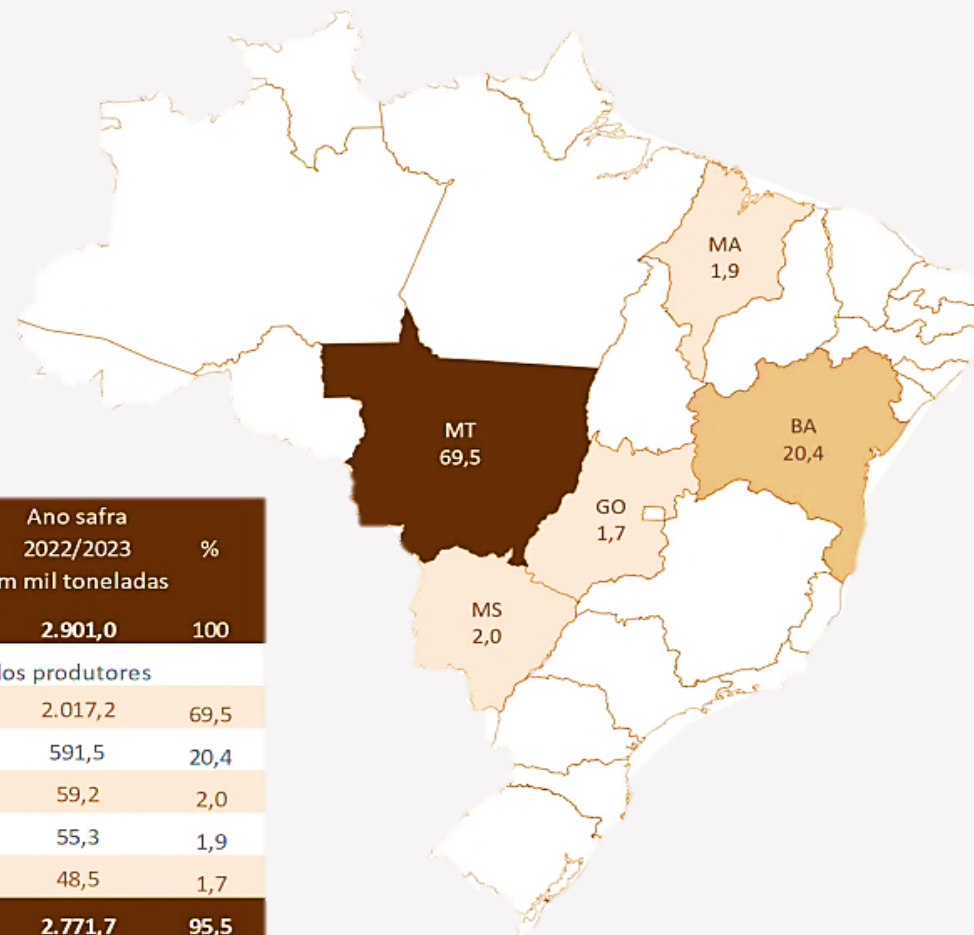 MA
1,9
MT
69,5
BA
20,4
GO
1,7
MS
2,0
Ano safra
2022/2023 %
m mil toneladas
2.901,0 100
los produtores
2.017,2 69,5
591,5 20,4
59,2 2,0
55,3 1,9
48,5 1,7
2.771,7 95,5